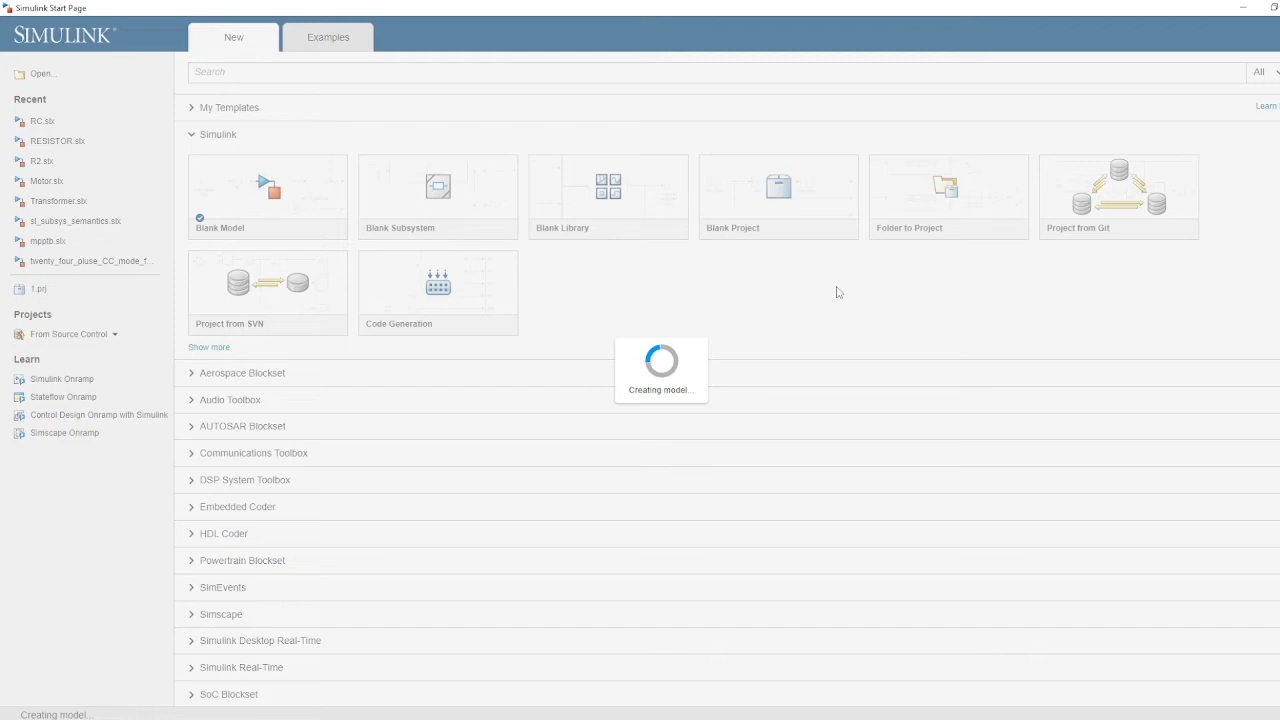 Simulink Start Page
SIMULINK®
New
Examples
Open...
Recent
RC.slx
RESISTOR.slx
R2.slx
Motor.slx
Transformer.slx
sl_subsys_semantics.slx
mpptb.slx
twenty_four_pluse_CC_mode_f...
1.prj
Projects
From Source Control
Learn
Simulink Onramp
Stateflow Onramp
Control Design Onramp with Simulink
Simscape Onramp
Search
All
My Templates
Learn
Simulink
Blank Model
Blank Subsystem
Blank Library
Blank Project
Folder to Project
Project from Git
Project from SVN
Code Generation
Show more
Creating model...
Aerospace Blockset
Audio Toolbox
AUTOSAR Blockset
Communications Toolbox
DSP System Toolbox
Embedded Coder
HDL Coder
Powertrain Blockset
SimEvents
Simscape
Simulink Desktop Real-Time
Simulink Real-Time
SoC Blockset
Creating model...